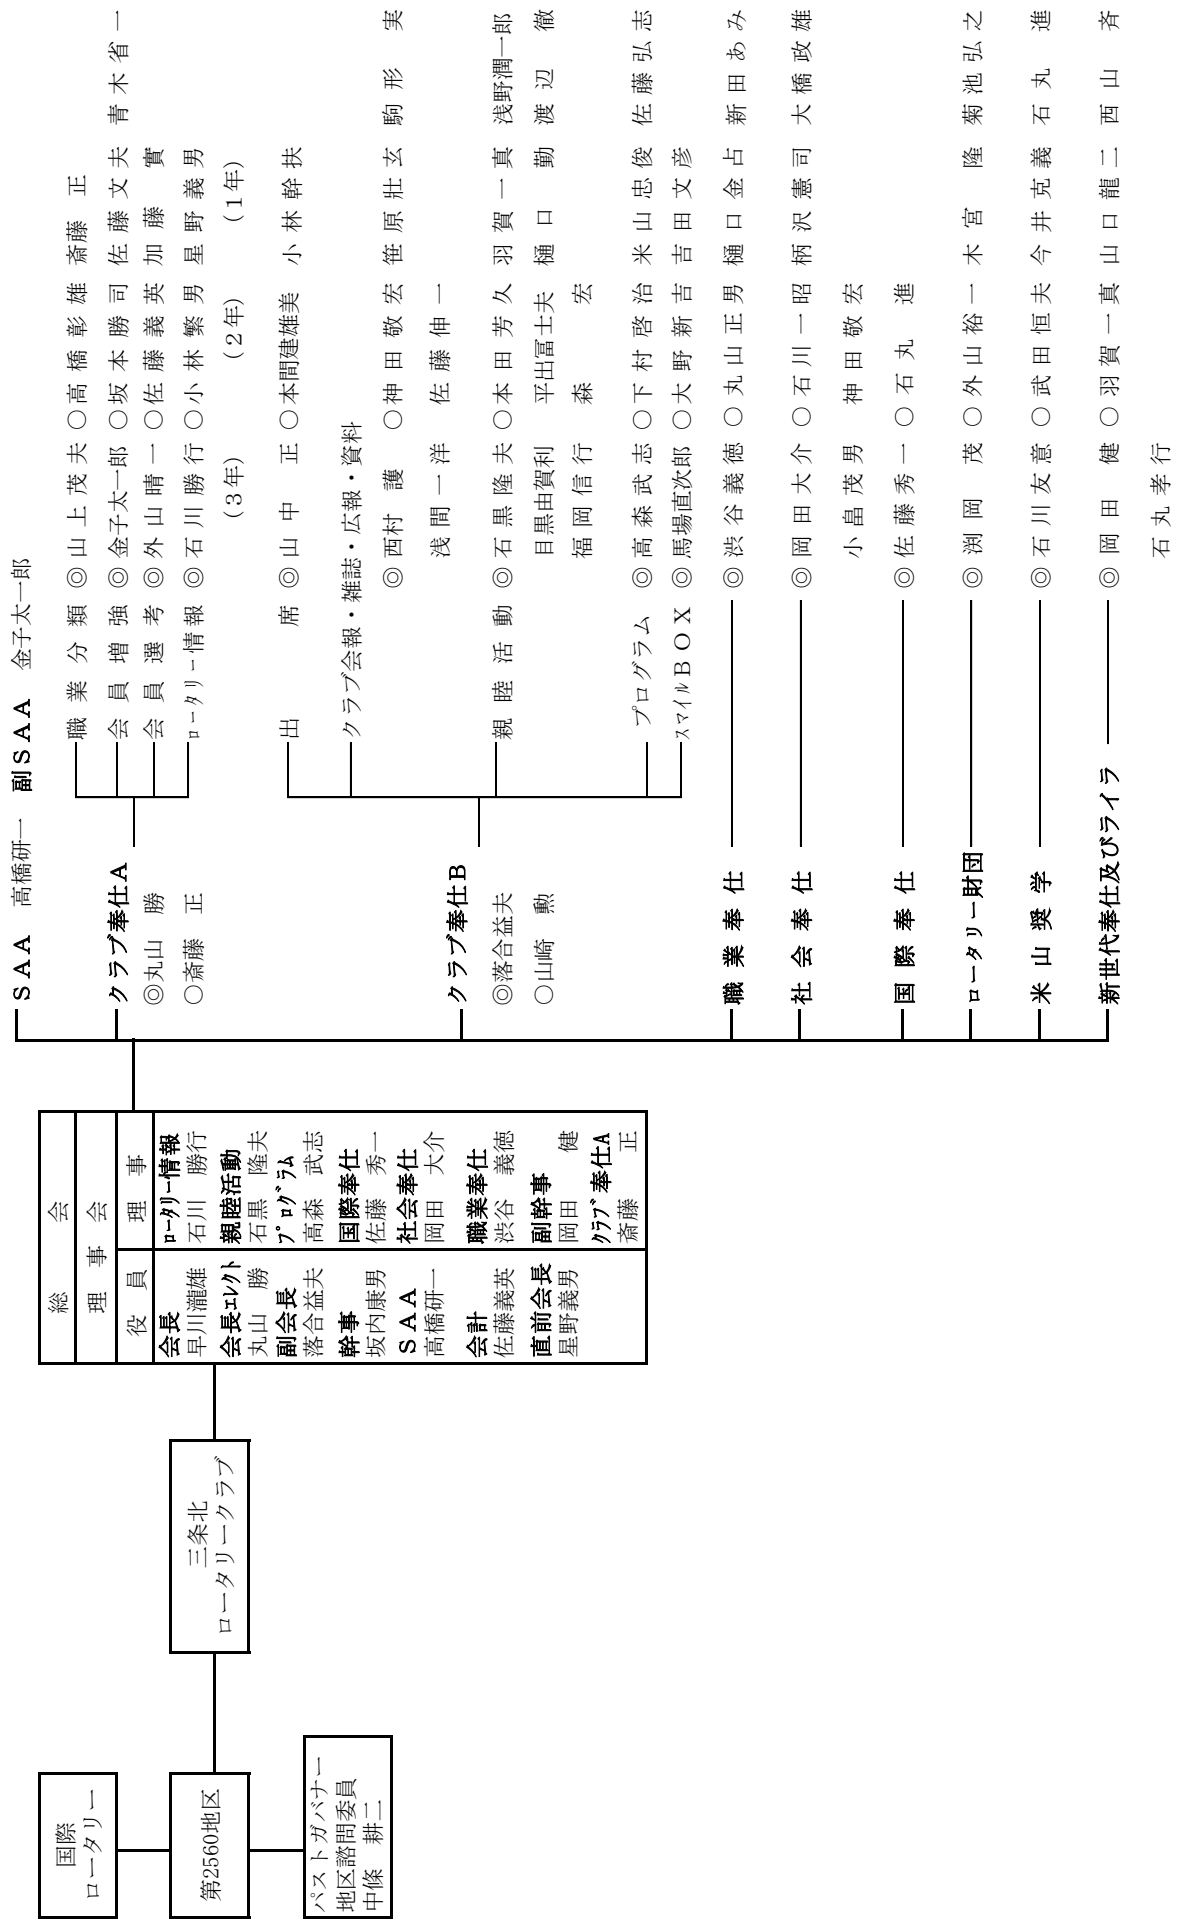 国際
ロータリー
第2560地区
パストガバナー
地区諮問委員
中條　耕二
三条北
ロータリークラブ
総　会
理　事　会
役　員　理　事
会長　ﾛｰﾀﾘｰ情報
早川瀧雄　石川　勝行
会長ｴﾚｸﾄ　親睦活動
丸山　勝　石黒　隆夫
副会長　ﾌﾟﾛｸﾞﾗﾑ
落合益夫　高森　武志
幹事　国際奉仕
坂内康男　佐藤　秀一
ＳＡＡ　社会奉仕
高橋研一　岡田　大介
会計　職業奉仕
佐藤義英　渋谷　義徳
直前会長　副幹事
星野義男　岡田　健
ｸﾗﾌﾞ奉仕A
斎藤　正
ＳＡＡ　高橋研一　副ＳＡＡ　金子太一郎
クラブ奉仕A
◎丸山　勝
○斎藤　正
職業分類　◎山上茂夫　○高橋彰雄　斎藤　正
会員増強　◎金子太一郎　○坂本勝司　佐藤文夫　青木省一
会員選考　◎外山晴一　○佐藤義英　加藤　實
ﾛｰﾀﾘｰ情報　◎石川勝行　○小林繁男　星野義男
（3年）　（2年）　（1年）
クラブ奉仕B
◎落合益夫
○山崎　勲
出　席　◎山中　正　○本間建雄美　小林幹扶
クラブ会報・雑誌・広報・資料
◎西村　護　○神田敬宏　笹原壯玄　駒形　実
浅間一洋　佐藤伸一
親睦活動　◎石黒隆夫　○本田芳久　羽賀一真　浅野潤一郎
目黒由賀利　平出冨士夫　樋口　勤　渡辺　徹
福岡信行　森　宏
プログラム　◎高森武志　○下村啓治　米山忠俊　佐藤弘志
ｽﾏｲﾙＢＯＸ　◎馬場直次郎　○大野新吉　吉田文彦
職業奉仕　◎渋谷義徳　○丸山正男　樋口金占　新田あみ
社会奉仕　◎岡田大介　○石川一昭　柄沢憲司　大橋政雄
小畠茂男　神田敬宏
国際奉仕　◎佐藤秀一　○石丸　進
ﾛｰﾀﾘｰ財団　◎渕岡　茂　○外山裕一　木宮　隆　菊池弘之
米山奨学　◎石川友意　○武田恒夫　今井克義　石丸　進
新世代奉仕及びライラ　◎岡田　健　○羽賀一真　山口龍二　西山　斉
石丸孝行